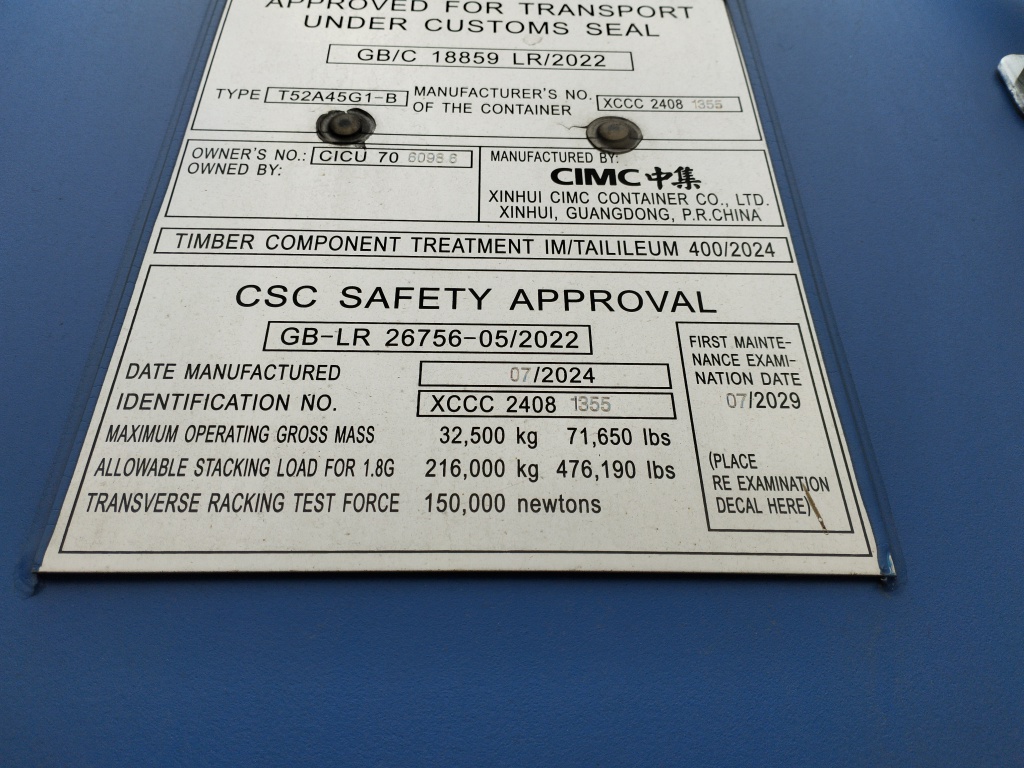 APPROVED FOR TRANSPORT
UNDER CUSTOMS SEAL
GB/C 18859 LR/2022
TYPE T52A45G1-B
MANUFACTURER'S NO.
OF THE CONTAINER
XCCC 2408 1355
OWNER'S NO.: CICU 70 6098 6
OWNED BY:
MANUFACTURED BY:
CIMC 中集
XINHUI CIMC CONTAINER CO., LTD.
XINHUI, GUANGDONG, P.R.CHINA
TIMBER COMPONENT TREATMENT IM/TAILILEUM 400/2024
CSC SAFETY APPROVAL
GB-LR 26756-05/2022
DATE MANUFACTURED 07/2024
IDENTIFICATION NO. XCCC 2408 1355
MAXIMUM OPERATING GROSS MASS 32,500 kg 71,650 lbs
ALLOWABLE STACKING LOAD FOR 1.8G 216,000 kg 476,190 lbs
TRANSVERSE RACKING TEST FORCE 150,000 newtons
FIRST MAINTE-
NANCE EXAMI-
NATION DATE
07/2029
(PLACE
RE EXAMINATION
DECAL HERE)